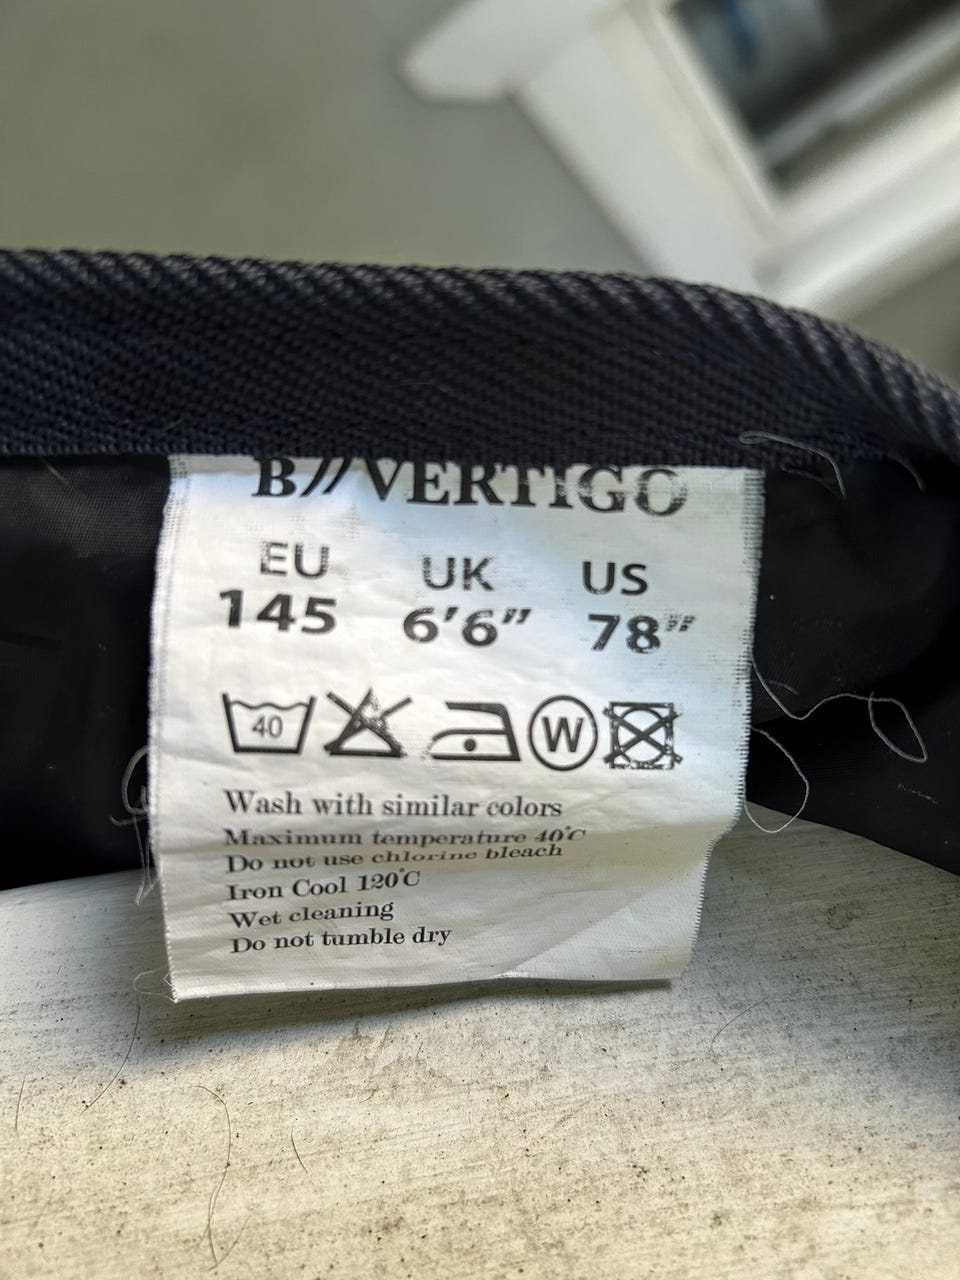 B//VERTIGO
EU UK US
145 6'6" 78"
40 W
Wash with similar colors
Maximum temperature 40°C
Do not use chlorine bleach
Iron Cool 120°C
Wet cleaning
Do not tumble dry